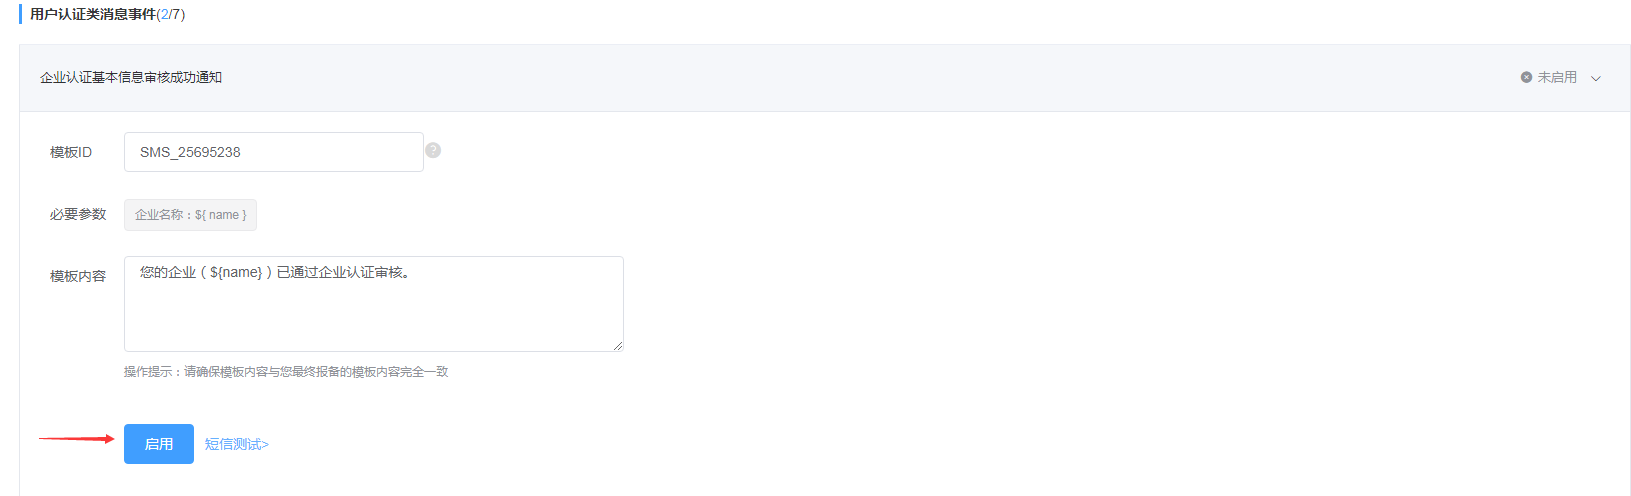 用户认证类消息事件(2/7)
企业认证基本信息审核成功通知
未启用
模板ID
SMS_25695238
?
必要参数
企业名称：${ name }
模板内容
您的企业（${name}）已通过企业认证审核。
操作提示：请确保模板内容与您最终报备的模板内容完全一致
启用
短信测试>